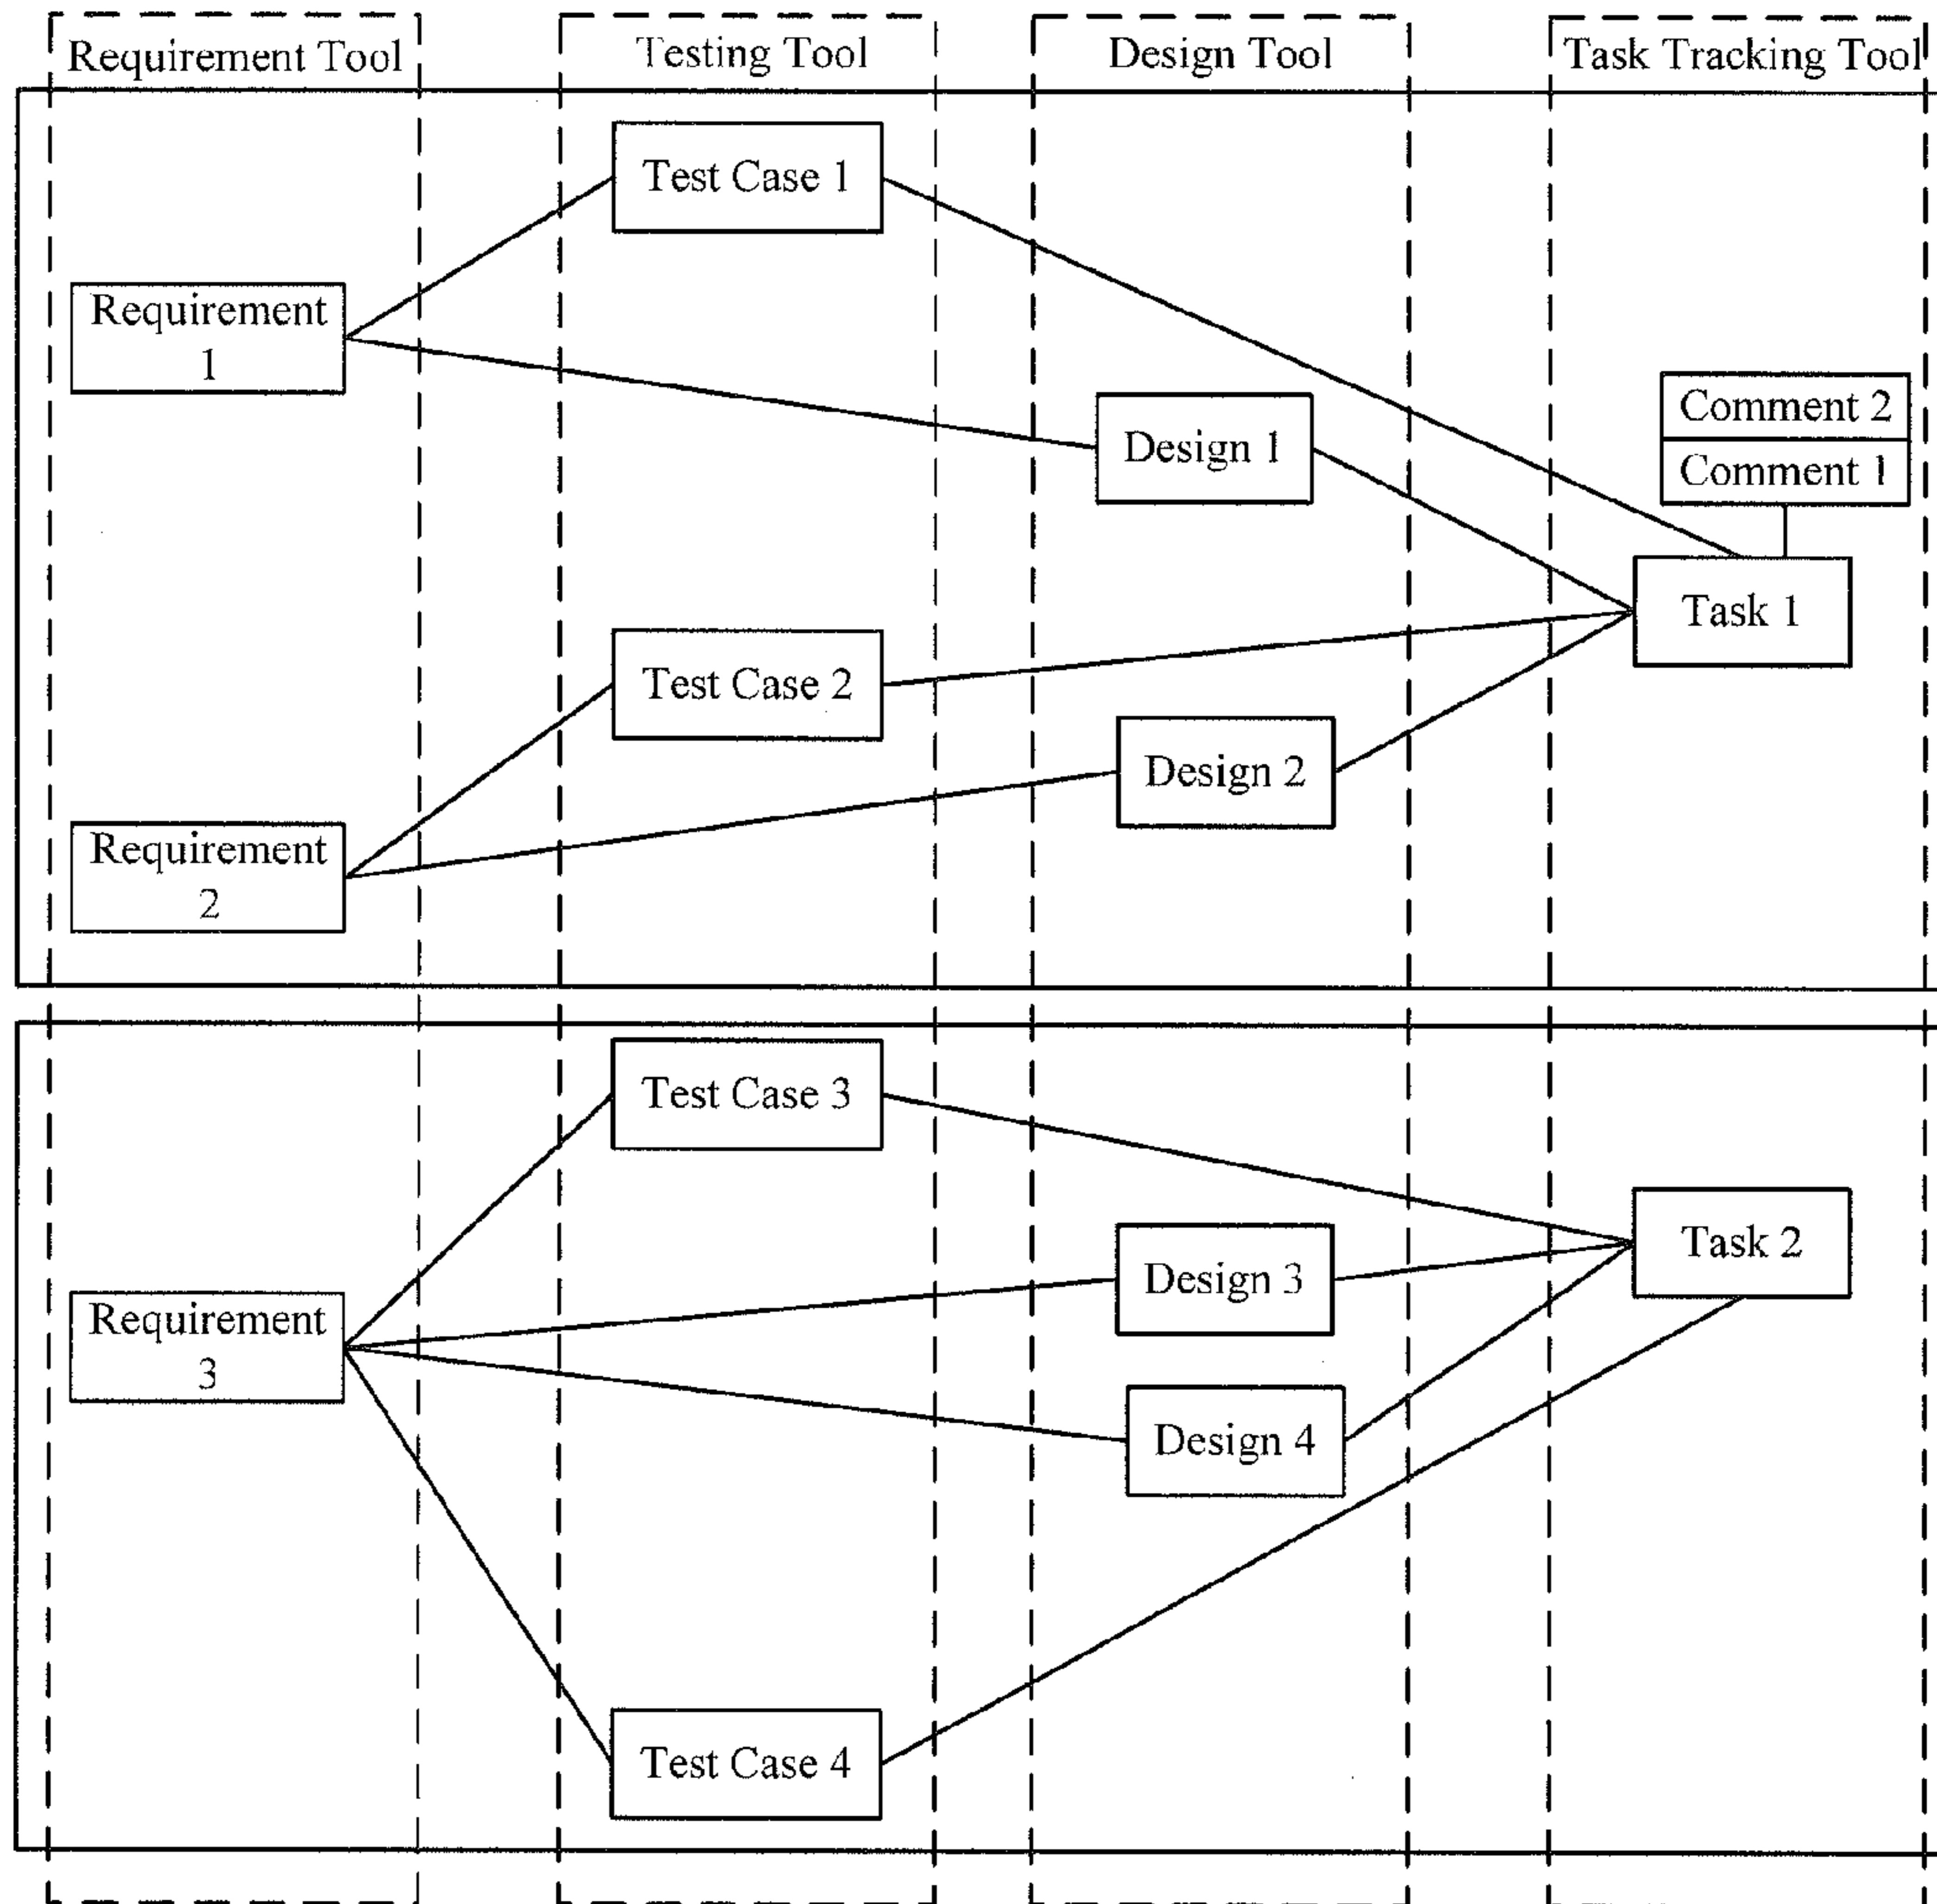 Requirement Tool
Testing Tool
Design Tool
Task Tracking Tool
Test Case 1
Requirement
1
Comment 2
Design 1
Comment 1
Task 1
Test Case 2
Design 2
Requirement
2
Test Case 3
Task 2
Design 3
Requirement
3
Design 4
Test Case 4